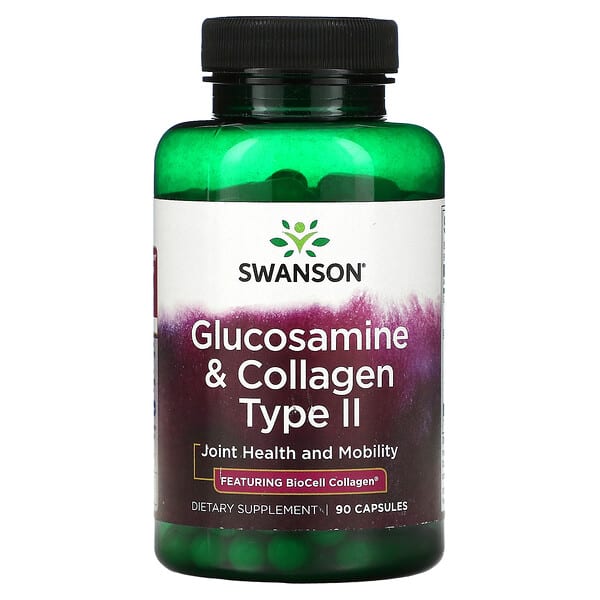 SWANSON®
Glucosamine
& Collagen
Type II
Joint Health and Mobility
FEATURING BioCell Collagen®
DIETARY SUPPLEMENT | 90 CAPSULES